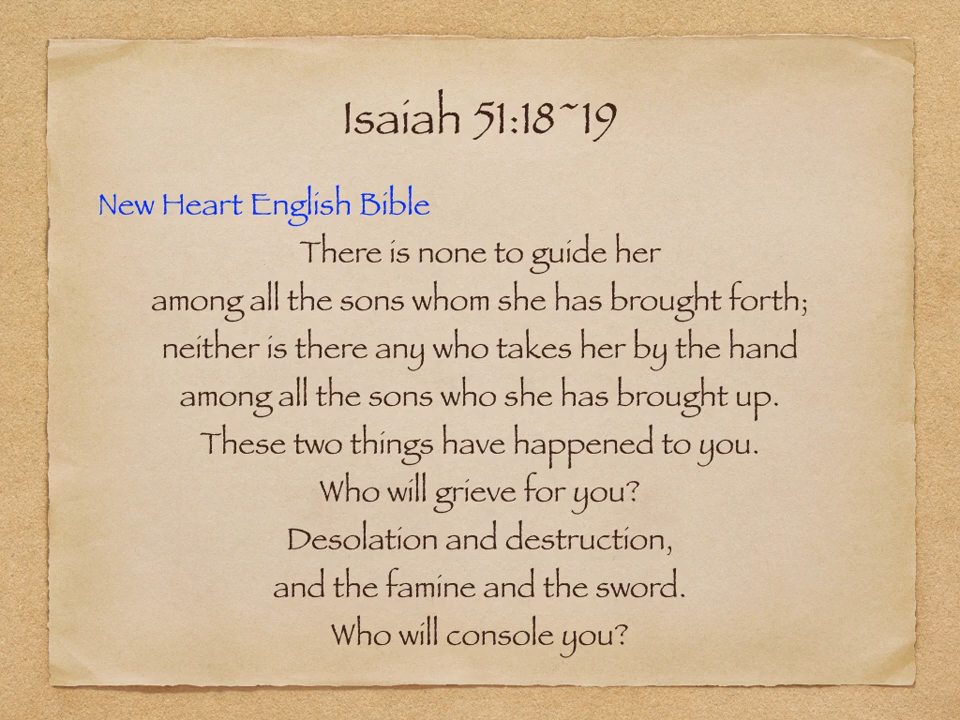 Isaiah 51:18~19
New Heart English Bible
There is none to guide her
among all the sons whom she has brought forth;
neither is there any who takes her by the hand
among all the sons who she has brought up.
These two things have happened to you.
Who will grieve for you?
Desolation and destruction,
and the famine and the sword.
Who will console you?